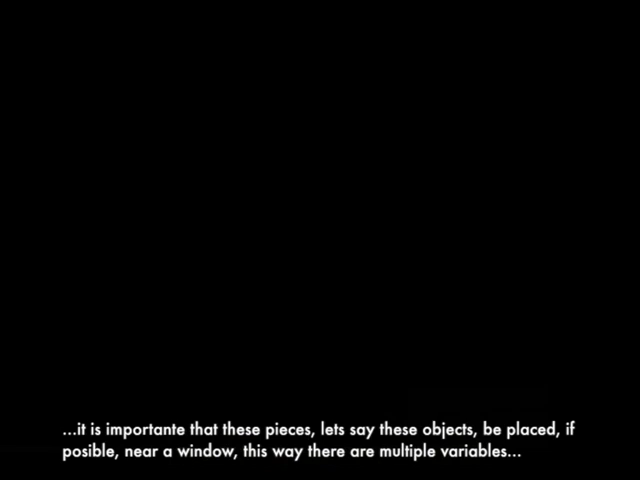 ...it is importante that these pieces, lets say these objects, be placed, if
posible, near a window, this way there are multiple variables...